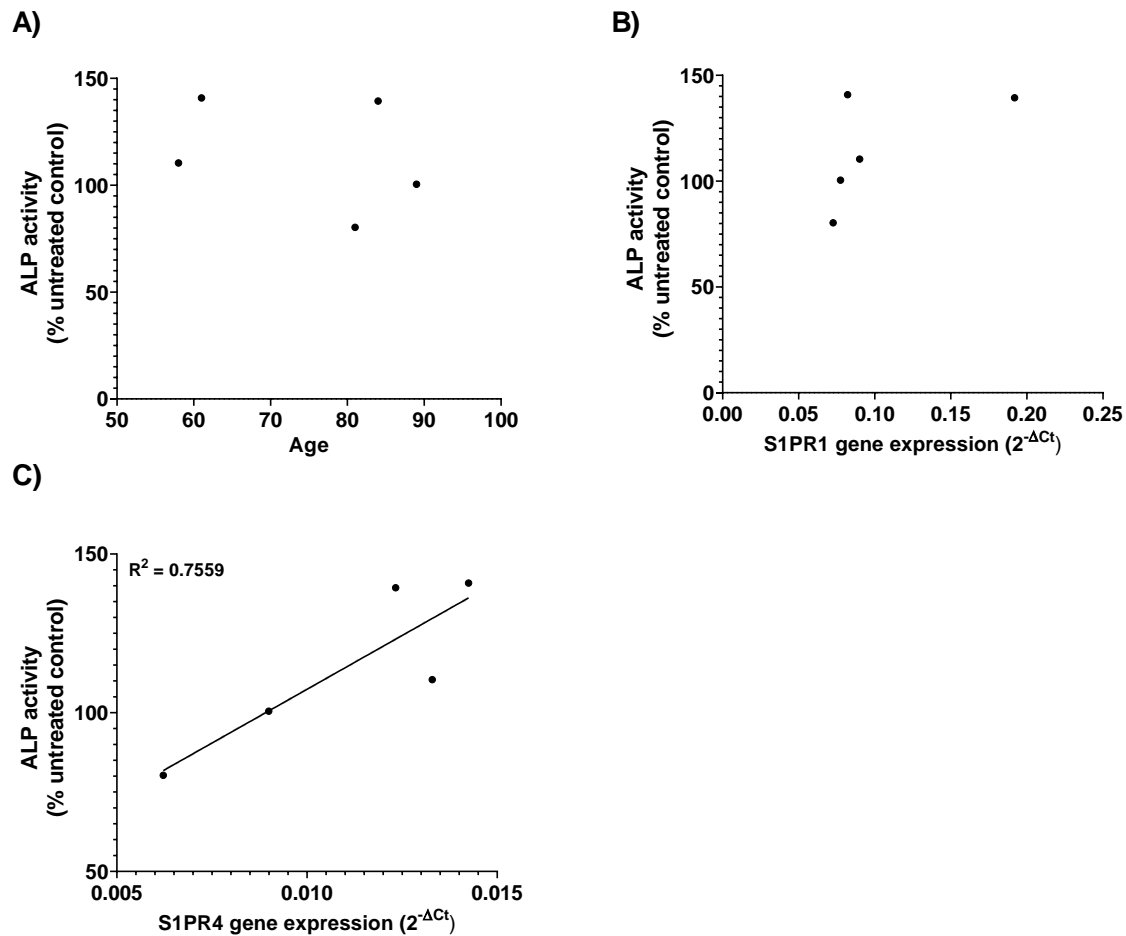 A)
150
100
50
0
ALP activity
(% untreated control)
50 60 70 80 90 100
Age
B)
150
100
50
0
ALP activity
(% untreated control)
0.00 0.05 0.10 0.15 0.20 0.25
S1PR1 gene expression (2^-ΔCt)
C)
150
100
50
ALP activity
(% untreated control)
R² = 0.7559
0.005 0.010 0.015
S1PR4 gene expression (2^-ΔCt)